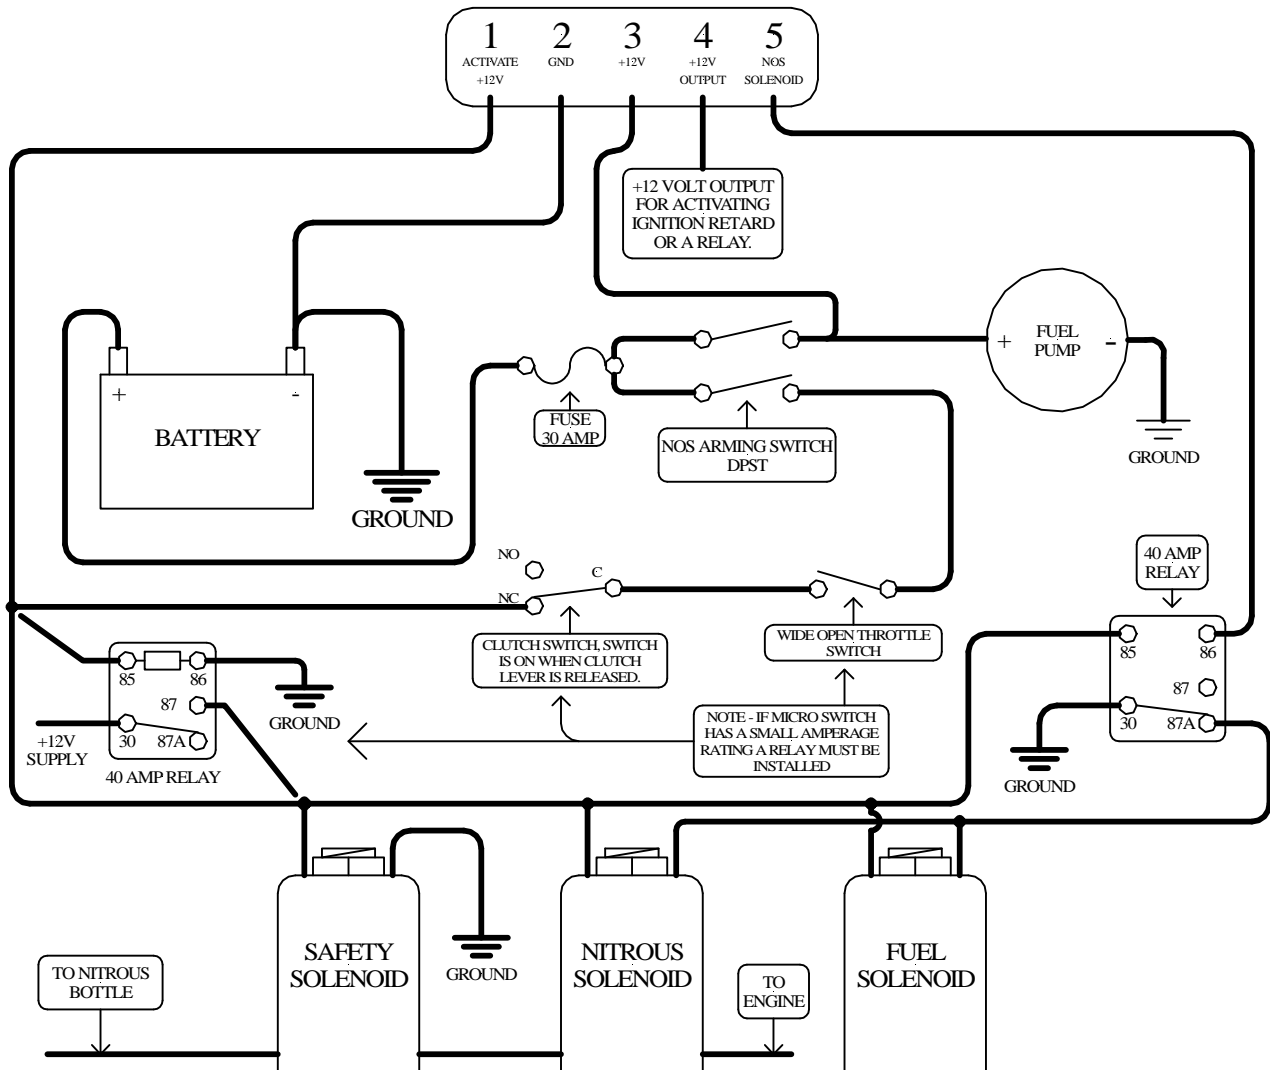 1 2 3 4 5
ACTIVATE GND +12V +12V NOS
+12V OUTPUT SOLENOID
+12 VOLT OUTPUT
FOR ACTIVATING
IGNITION RETARD
OR A RELAY.
FUEL
PUMP
+ -
GROUND
+ -
BATTERY
GROUND
FUSE
30 AMP
NOS ARMING SWITCH
DPST
NO
NC
C
CLUTCH SWITCH, SWITCH
IS ON WHEN CLUTCH
LEVER IS RELEASED.
WIDE OPEN THROTTLE
SWITCH
40 AMP
RELAY
85 86
87
30 87A
GROUND
85 86
87
30 87A
+12V
SUPPLY
40 AMP RELAY
GROUND
NOTE - IF MICRO SWITCH
HAS A SMALL AMPERAGE
RATING A RELAY MUST BE
INSTALLED
SAFETY
SOLENOID
GROUND
NITROUS
SOLENOID
FUEL
SOLENOID
TO NITROUS
BOTTLE
TO
ENGINE